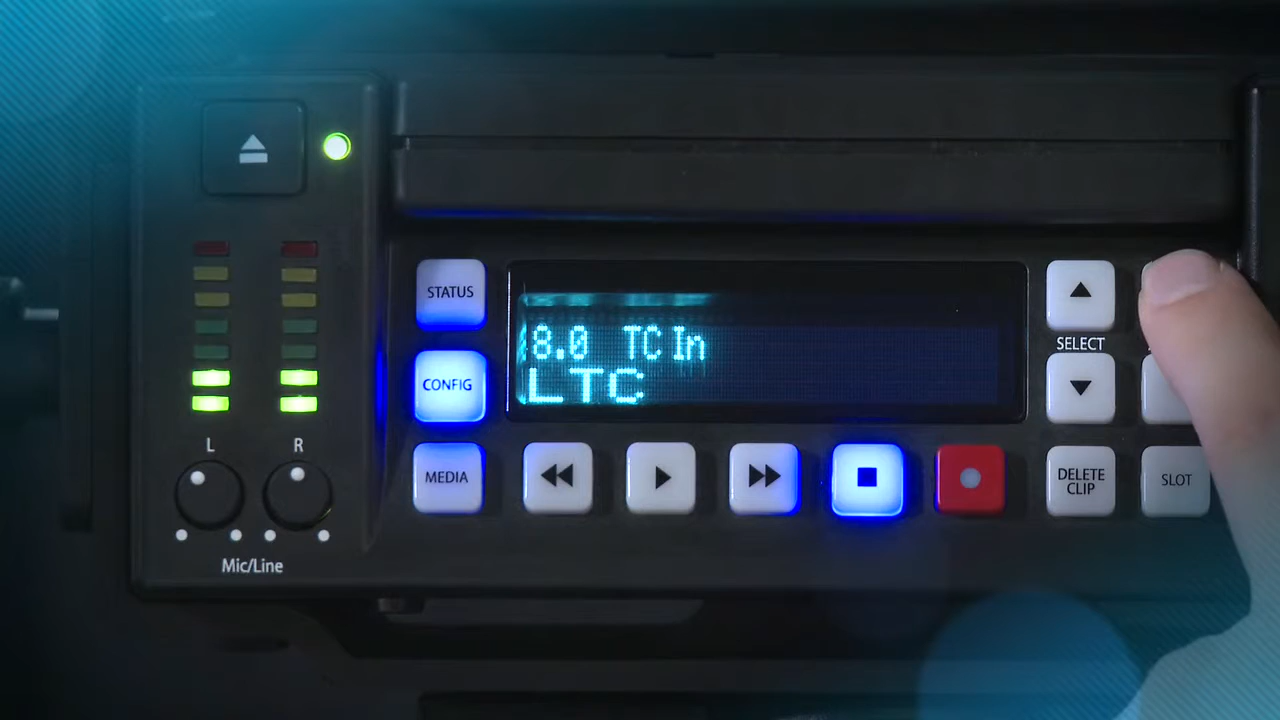 STATUS
8.0 TC In
SELECT
CONFIG
LTC
L R
MEDIA
DELETE
CLIP
SLOT
Mic/Line